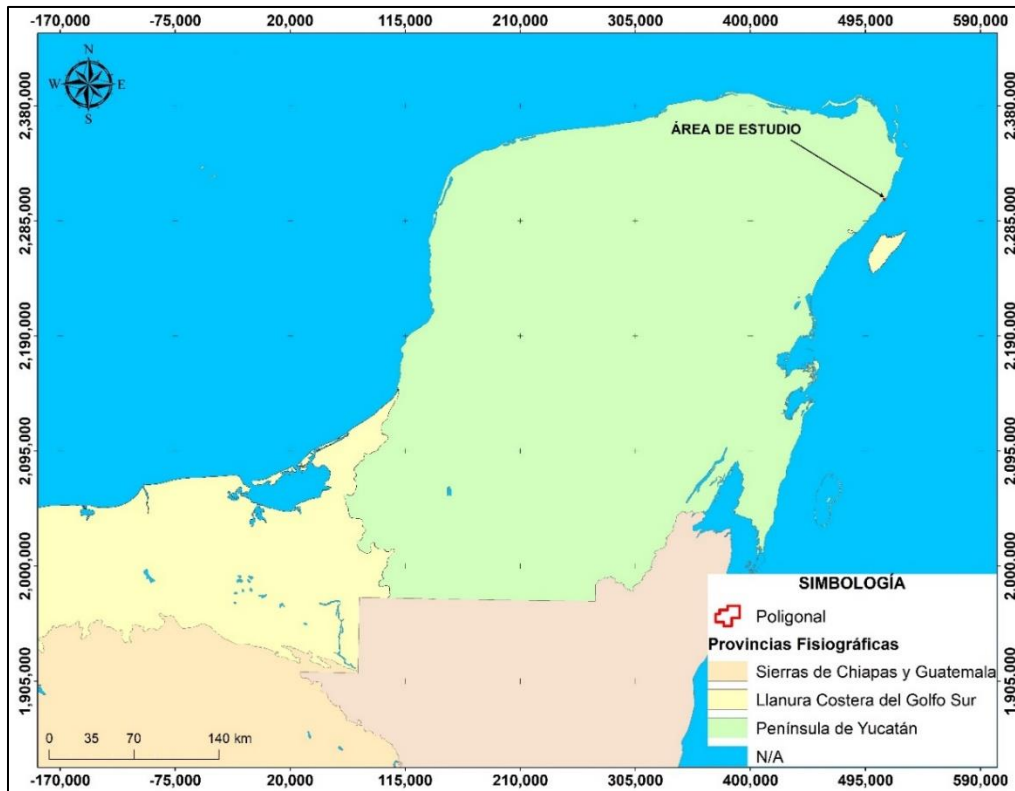 -170,000 -75,000 20,000 115,000 210,000 305,000 400,000 495,000 590,000
N
W E
S
2,380,000 2,380,000
ÁREA DE ESTUDIO
2,285,000 2,285,000
2,190,000 2,190,000
2,095,000 2,095,000
2,000,000 2,000,000
SIMBOLOGÍA
Poligonal
Provincias Fisiográficas
Sierras de Chiapas y Guatemala
1,905,000 1,905,000
Llanura Costera del Golfo Sur
Península de Yucatán
N/A
0 35 70 140 km
-170,000 -75,000 20,000 115,000 210,000 305,000 400,000 495,000 590,000